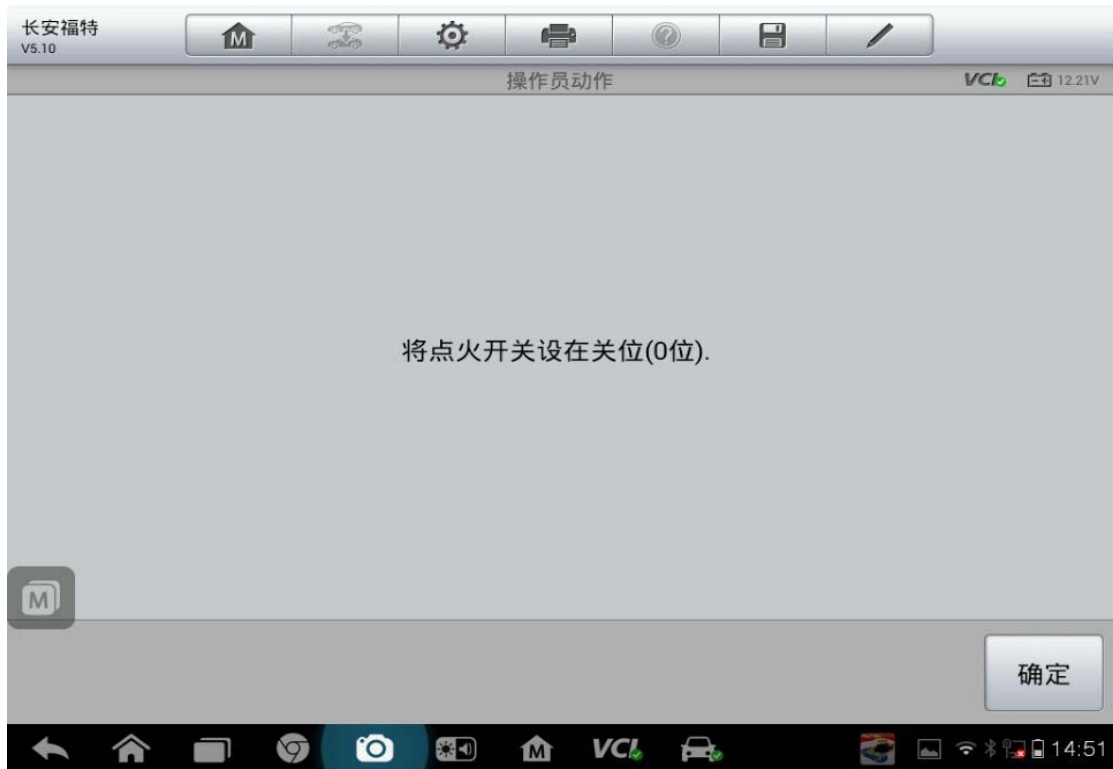 长安福特
V5.10
M
操作员动作
VCI
12.21V
将点火开关设在关位(0位).
M
确定
M
VCI
14:51